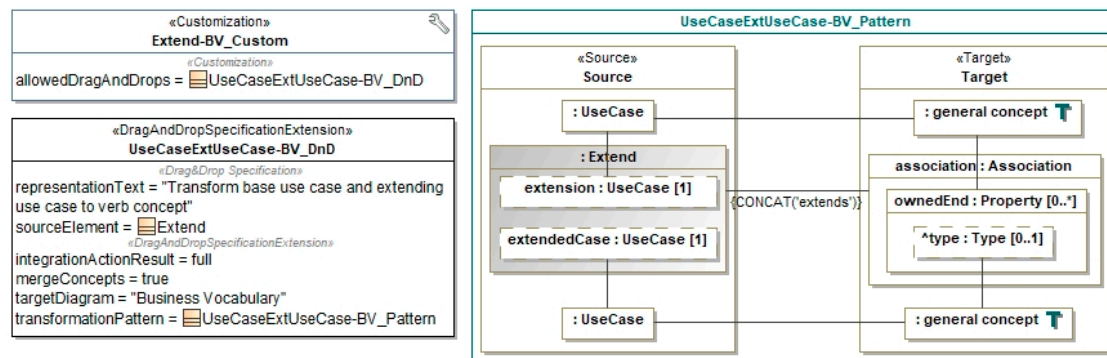 «Customization»
Extend-BV_Custom
«Customization»
allowedDragAndDrops = UseCaseExtUseCase-BV_DnD
«DragAndDropSpecificationExtension»
UseCaseExtUseCase-BV_DnD
«Drag&Drop Specification»
representationText = "Transform base use case and extending
use case to verb concept"
sourceElement = Extend
«DragAndDropSpecificationExtension»
integrationActionResult = full
mergeConcepts = true
targetDiagram = "Business Vocabulary"
transformationPattern = UseCaseExtUseCase-BV_Pattern
UseCaseExtUseCase-BV_Pattern
«Source»
Source
: UseCase
: Extend
extension : UseCase [1]
extendedCase : UseCase [1]
: UseCase
{CONCAT('extends')}
«Target»
Target
: general concept
association : Association
ownedEnd : Property [0..*]
^type : Type [0..1]
: general concept